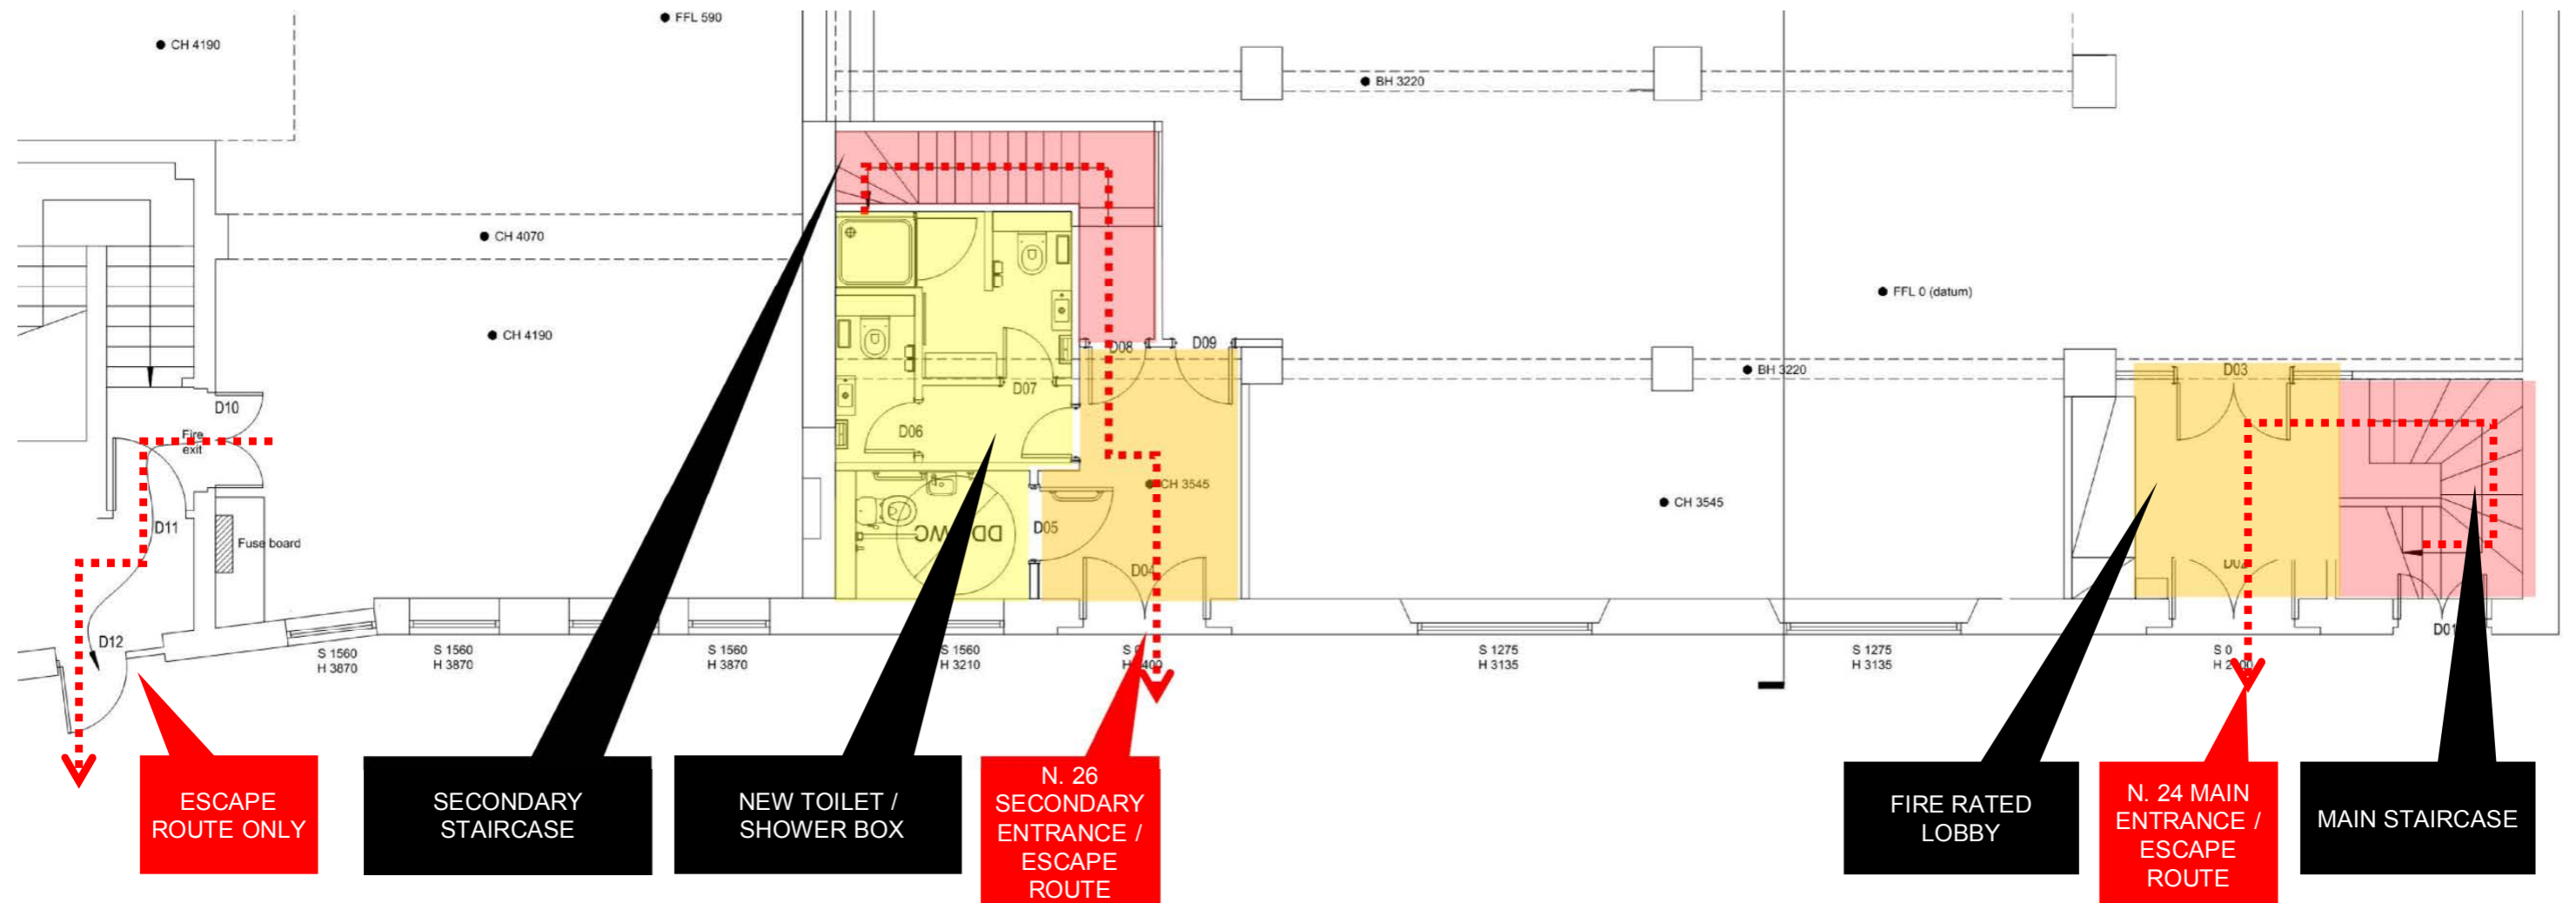 FFL 590
CH 4190
BH 3220
CH 4070
FFL 0 (datum)
CH 4190
D08
D09
BH 3220
D03
D07
D10
D06
Fire
exit
CH 3545
CH 3545
D11
D05
Fuse board
D04
D02
D12
D01
S 1560
H 3870
S 1560
H 3870
S 1560
H 3870
S 1560
H 3210
S 1275
H 3135
S 1275
H 3135
S 0
ESCAPE
ROUTE ONLY
SECONDARY
STAIRCASE
NEW TOILET /
SHOWER BOX
N. 26
SECONDARY
ENTRANCE /
ESCAPE
ROUTE
FIRE RATED
LOBBY
N. 24 MAIN
ENTRANCE /
ESCAPE
ROUTE
MAIN STAIRCASE